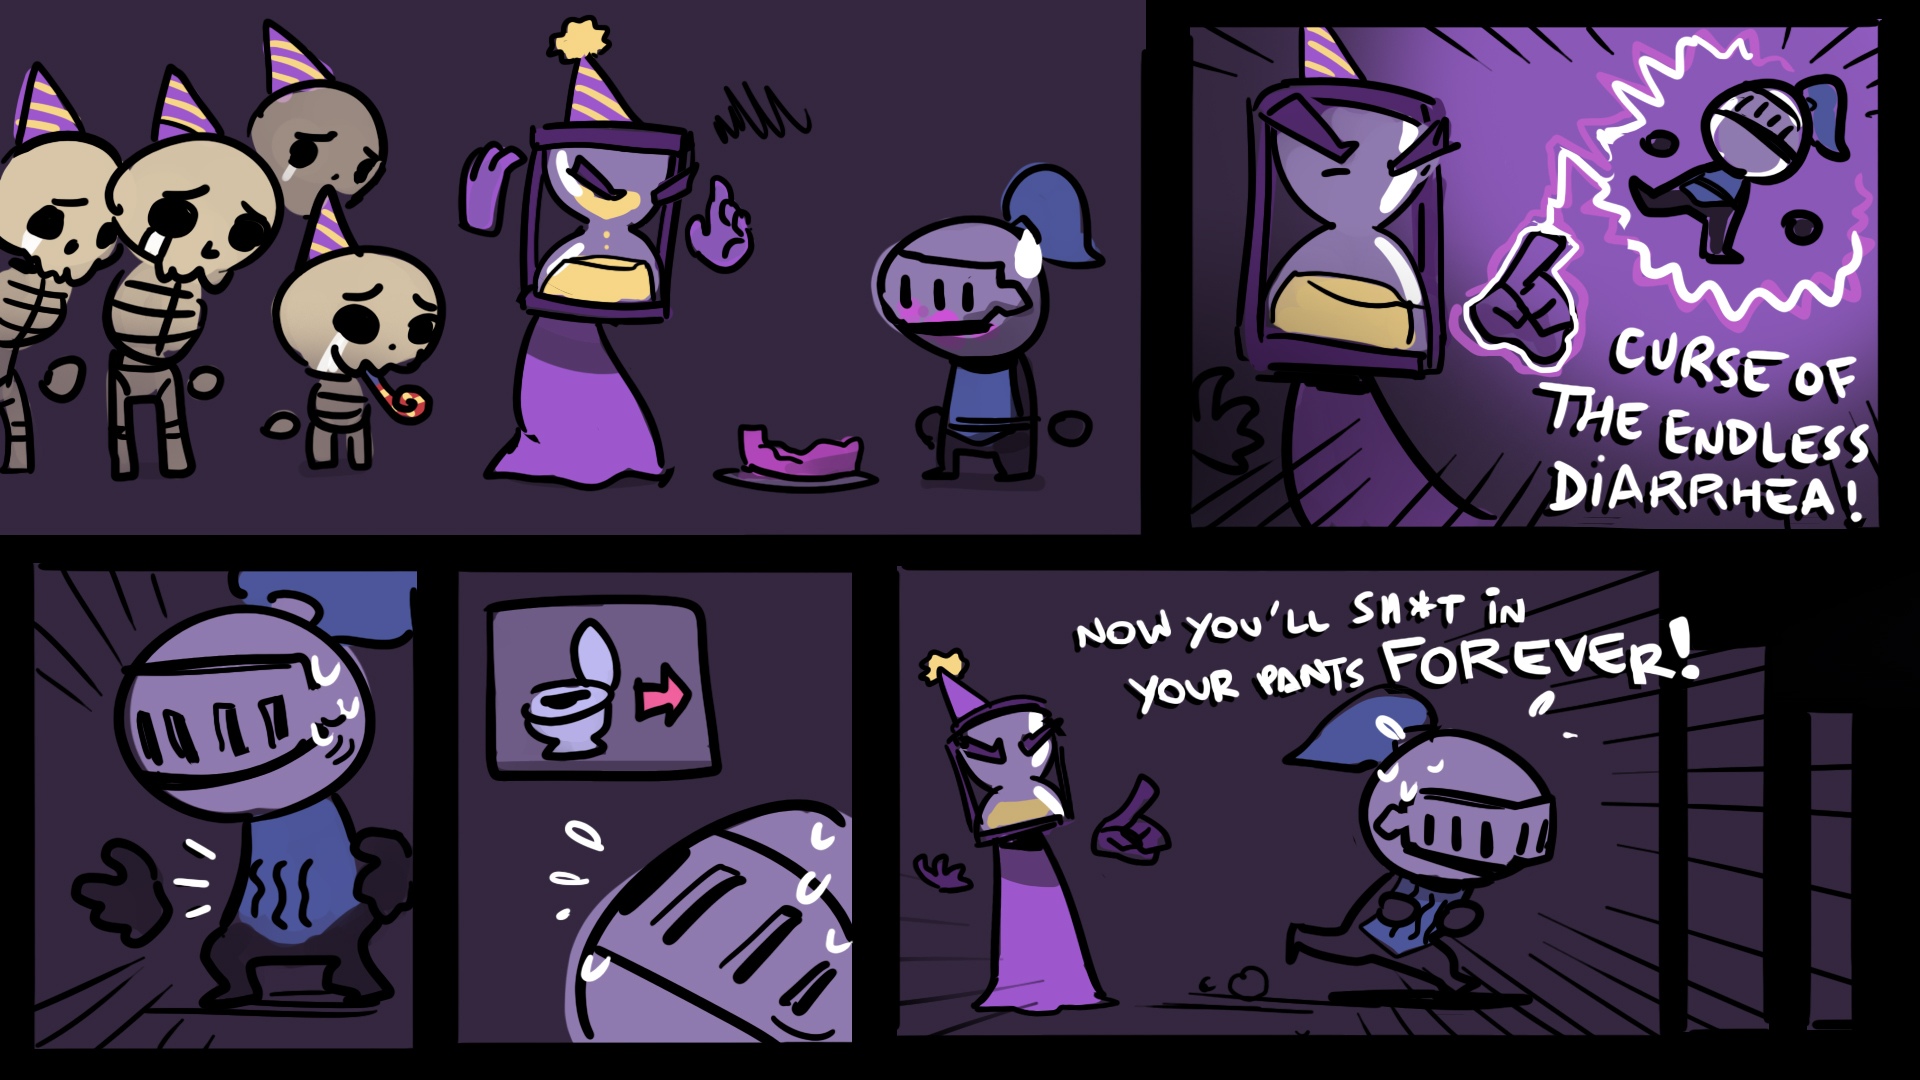 CURSE OF
THE ENDLESS
DiARRHEA!
NOW YOU'LL SH*T iN
YOUR PANTS FOREVER!